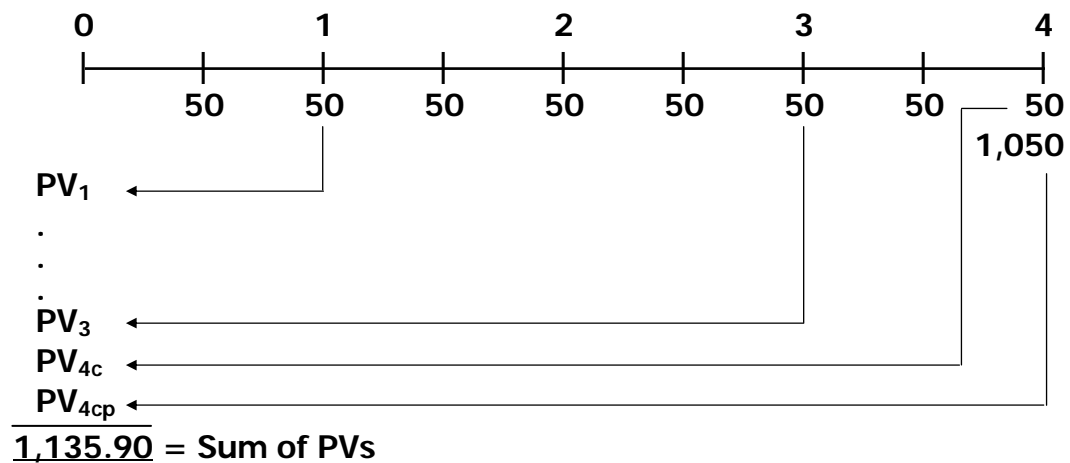 0 1 2 3 4
50 50 50 50 50 50 50 50
1,050
PV₁
.
.
.
PV₃
PV₄c
PV₄cp
1,135.90 = Sum of PVs